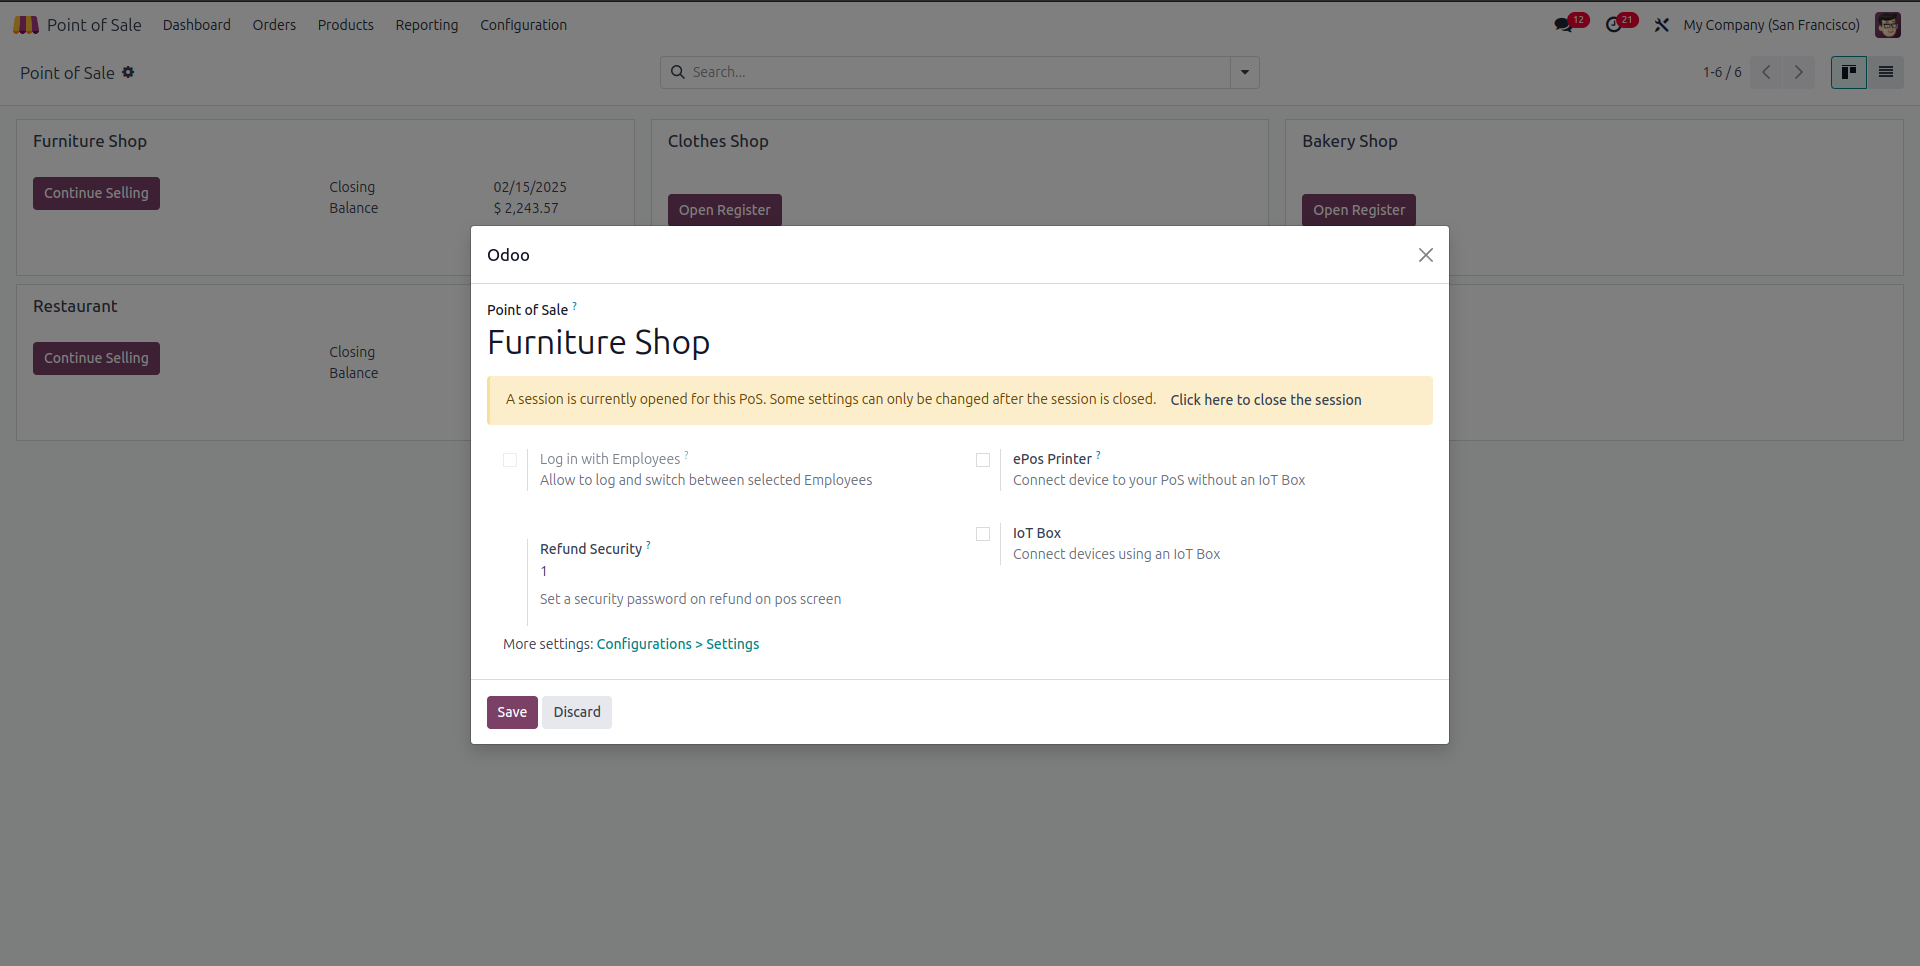 Point of Sale Dashboard Orders Products Reporting Configuration 12 21 My Company (San Francisco)
Point of Sale Search... 1-6 / 6
Furniture Shop Clothes Shop Bakery Shop
Continue Selling Closing 02/15/2025
Balance $ 2,243.57
Open Register Open Register
Restaurant
Continue Selling Closing
Balance
Odoo
Point of Sale ?
Furniture Shop
A session is currently opened for this PoS. Some settings can only be changed after the session is closed. Click here to close the session
Log in with Employees ?
Allow to log and switch between selected Employees
ePos Printer ?
Connect device to your PoS without an IoT Box
IoT Box
Connect devices using an IoT Box
Refund Security ?
1
Set a security password on refund on pos screen
More settings: Configurations > Settings
Save Discard